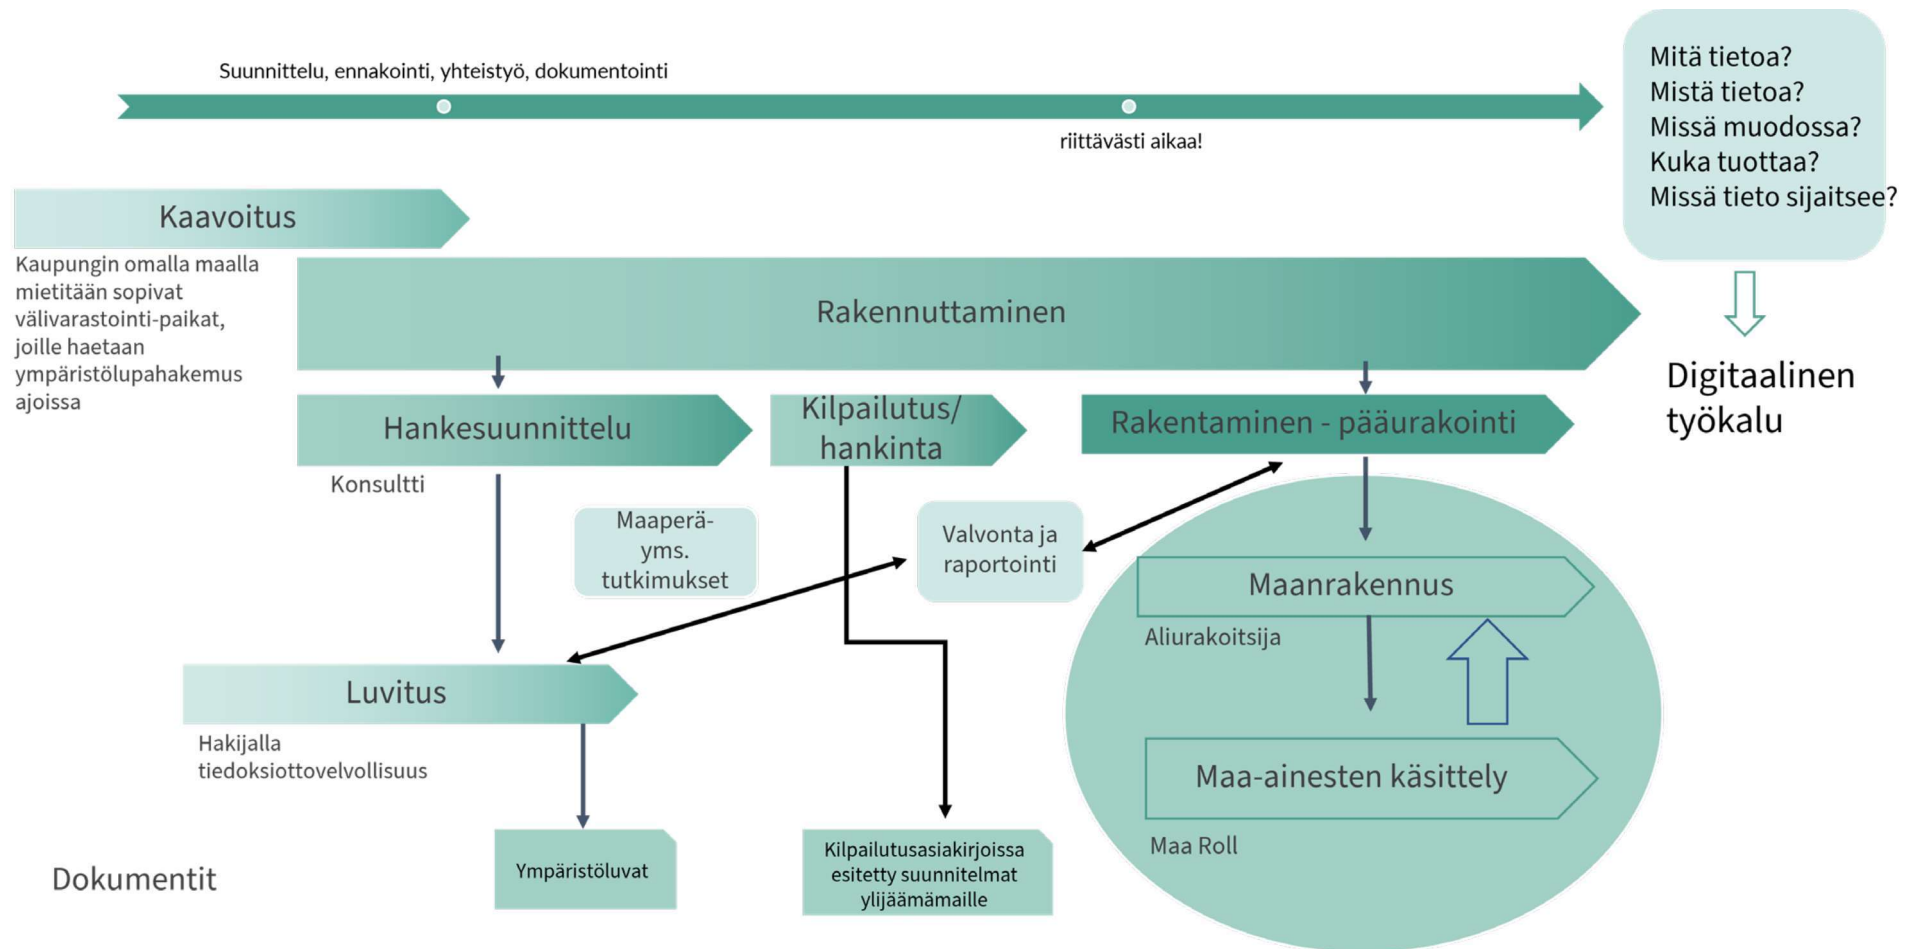 Suunnittelu, ennakointi, yhteistyö, dokumentointi
riittävästi aikaa!
Mitä tietoa?
Mistä tietoa?
Missä muodossa?
Kuka tuottaa?
Missä tieto sijaitsee?
Digitaalinen
työkalu
Kaavoitus
Kaupungin omalla maalla
mietitään sopivat
välivarastointi-paikat,
joille haetaan
ympäristölupahakemus
ajoissa
Rakennuttaminen
Hankesuunnittelu
Konsultti
Kilpailutus/
hankinta
Rakentaminen - pääurakointi
Maaperä-
yms.
tutkimukset
Valvonta ja
raportointi
Maanrakennus
Aliurakoitsija
Luvitus
Hakijalla
tiedoksiottovelvollisuus
Maa-ainesten käsittely
Maa Roll
Dokumentit
Ympäristöluvat
Kilpailutusasiakirjoissa
esitetty suunnitelmat
ylijäämämaille